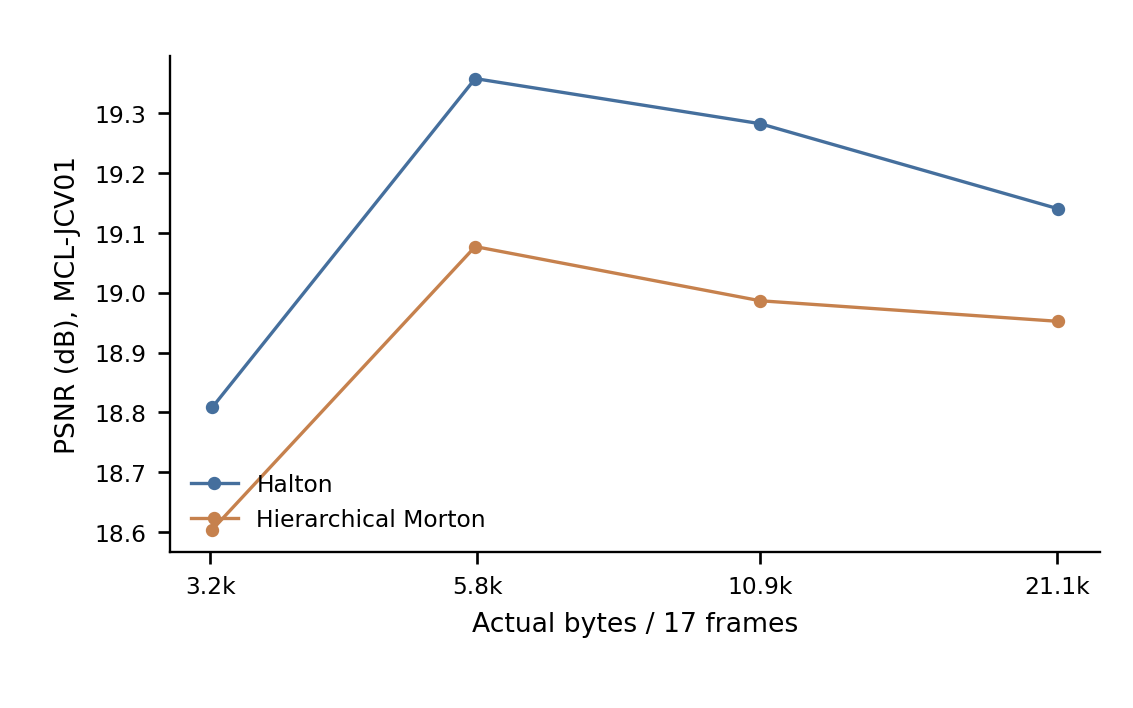 PSNR (dB), MCL-JCV01
19.3
19.2
19.1
19.0
18.9
18.8
18.7
18.6
Halton
Hierarchical Morton
3.2k 5.8k 10.9k 21.1k
Actual bytes / 17 frames